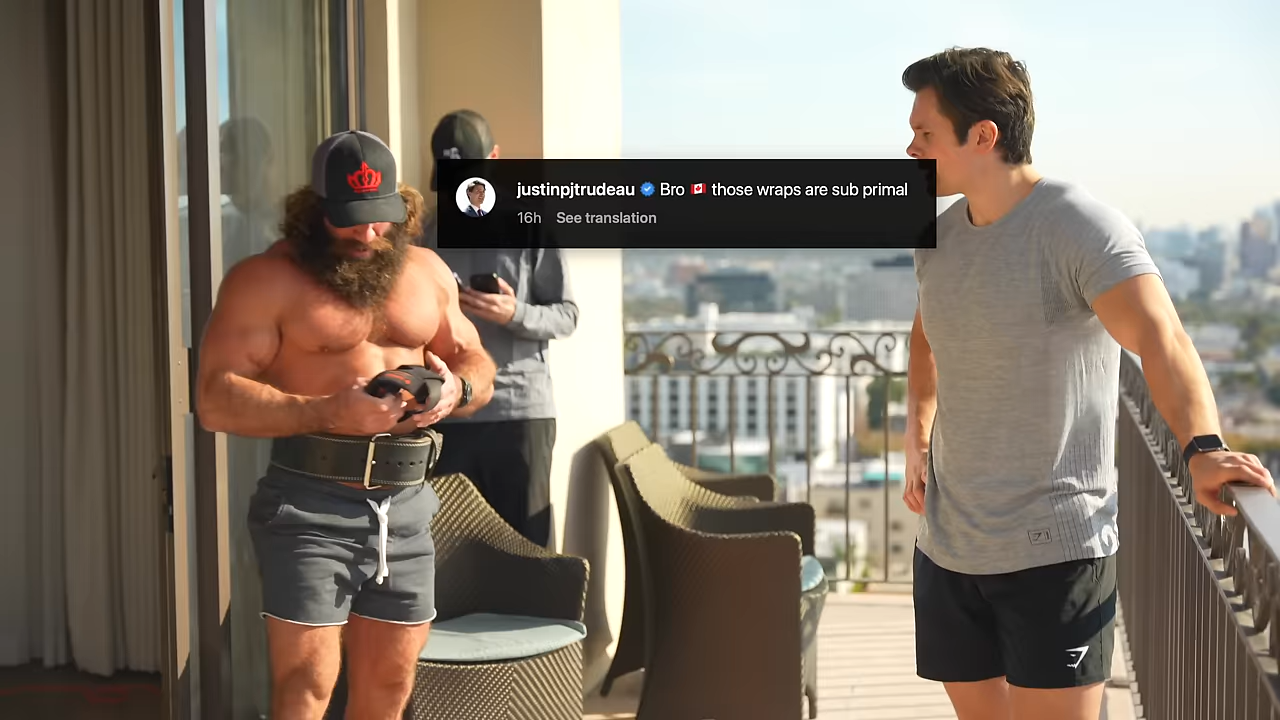 justinpjtrudeau Bro 🇨🇦 those wraps are sub primal
16h See translation